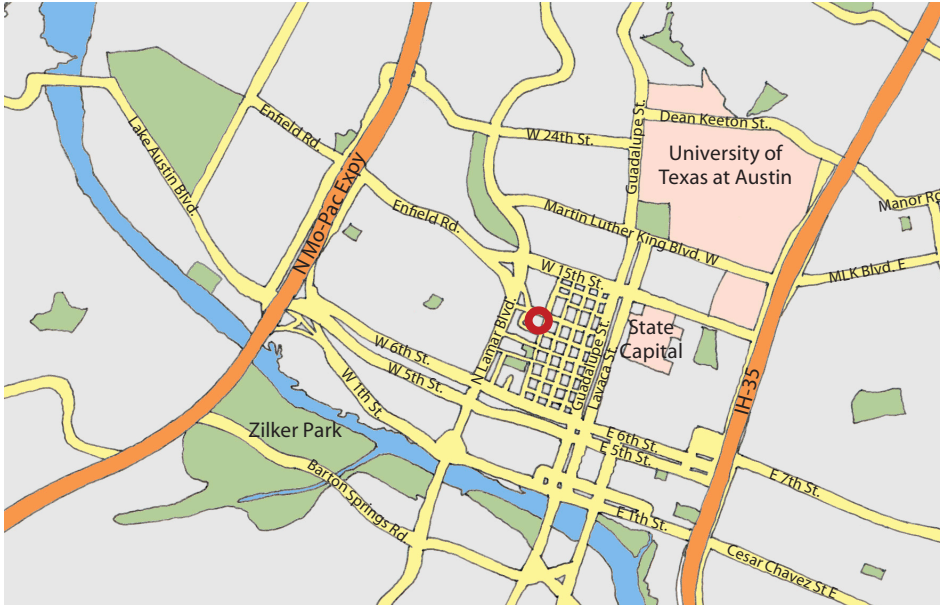 Guadalupe St.
Dean Keeton St.,
Enfield Rd.
Lake Austin Blvd.
W 24th St.
University of
Texas at Austin
N Mo-Pac Expy
Manor Rd
Enfield Rd.
Martin Luther King Blvd. W
W 15th St.
MLK Blvd. E
N Lamar Blvd.
Guadalupe St.
Lavaca St
State
Capital
W 6th St.
W 5th St.
W 1th St.
IH-35
Zilker Park
E 6th St.
E 5th St.
E 7th St.
Barton Springs Rd.
E 1th St.
Cesar Chavez St E